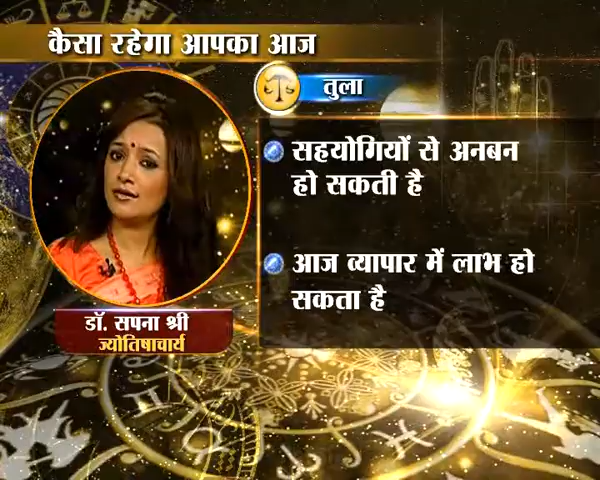 कैसा रहेगा आपका आज
तुला
सहयोगियों से अनबन
हो सकती है
आज व्यापार में लाभ हो
सकता है
डॉ. सपना श्री
ज्योतिषाचार्य